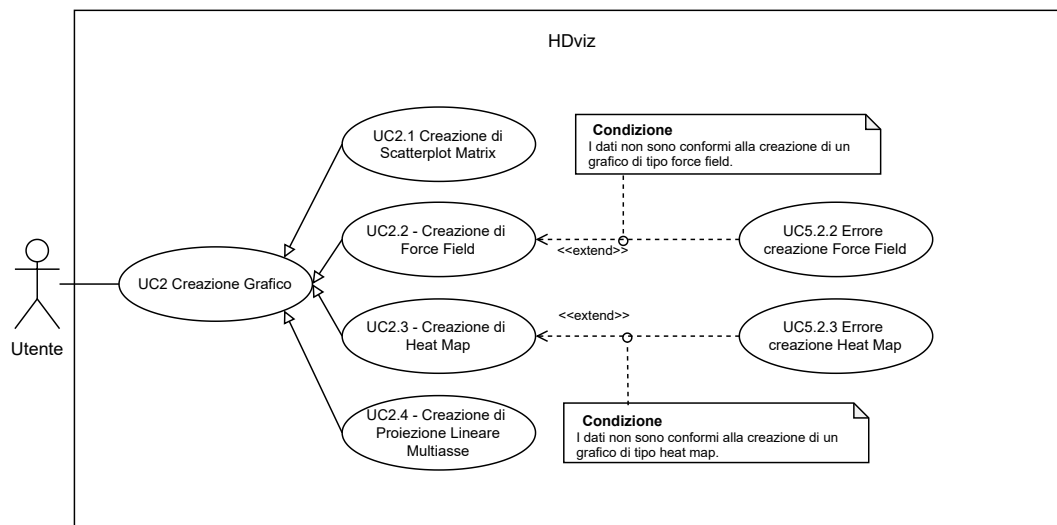 HDviz
UC2.1 Creazione di
Scatterplot Matrix
Condizione
I dati non sono conformi alla creazione di un
grafico di tipo force field.
UC2.2 - Creazione di
Force Field
<<extend>>
UC5.2.2 Errore
creazione Force Field
Utente
UC2 Creazione Grafico
UC2.3 - Creazione di
Heat Map
<<extend>>
UC5.2.3 Errore
creazione Heat Map
UC2.4 - Creazione di
Proiezione Lineare
Multiasse
Condizione
I dati non sono conformi alla creazione di un
grafico di tipo heat map.